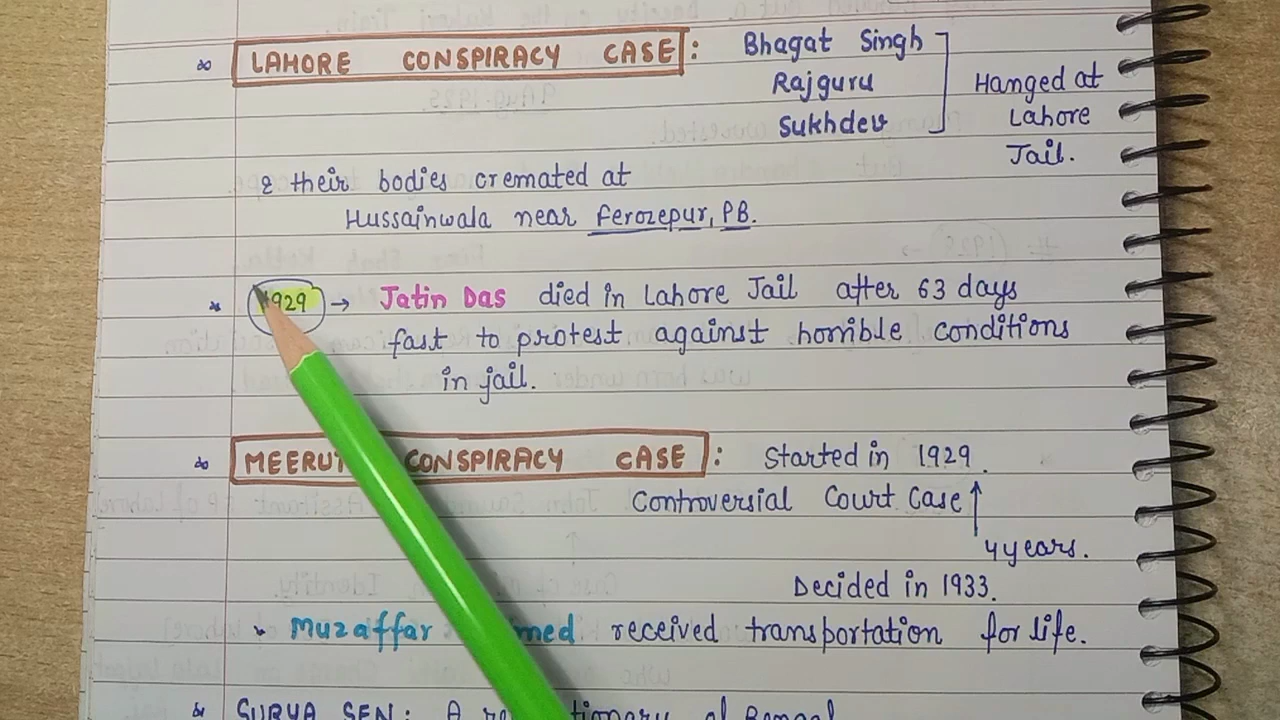 LAHORE CONSPIRACY CASE : Bhagat Singh
Rajguru
Sukhdev
Hanged at
Lahore
Jail.
& their bodies cremated at
Hussainwala near Ferozepur, PB.
1929 → Jatin Das died in Lahore Jail after 63 days
fast to protest against horrible conditions
in jail.
MEERUT CONSPIRACY CASE : Started in 1929.
Controversial Court Case
4 years.
Decided in 1933.
Muzaffar received transportation for life.
SURYA SEN : A of Bengal